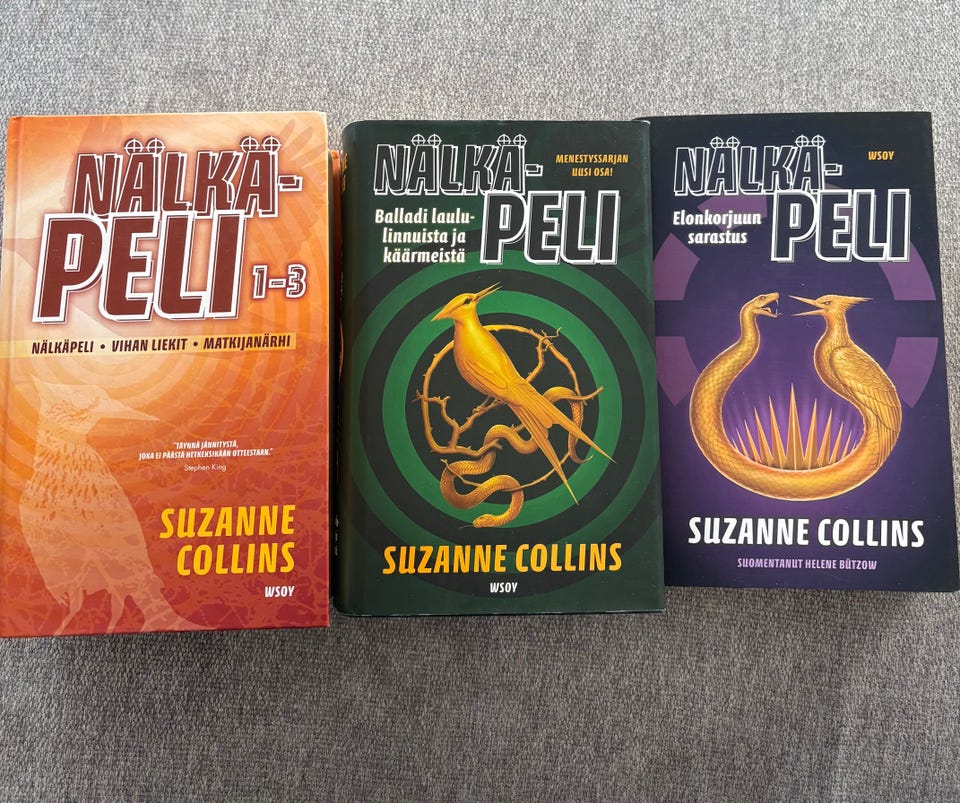 NÄLKÄ-
PELI 1-3
NÄLKÄPELI • VIHAN LIEKIT • MATKIJANÄRHI
"TÄYNNÄ JÄNNITYSTÄ,
JOKA EI PÄÄSTÄ HETKEKSIKÄÄN OTTEESTAAN."
Stephen King
SUZANNE
COLLINS
WSOY
NÄLKÄ-
PELI
MENESTYSSARJAN
UUSI OSA!
Balladi laulu-
linnuista ja
käärmeistä
SUZANNE COLLINS
WSOY
NÄLKÄ-
PELI
WSOY
Elonkorjuun
sarastus
SUZANNE COLLINS
SUOMENTANUT HELENE BÜTZOW